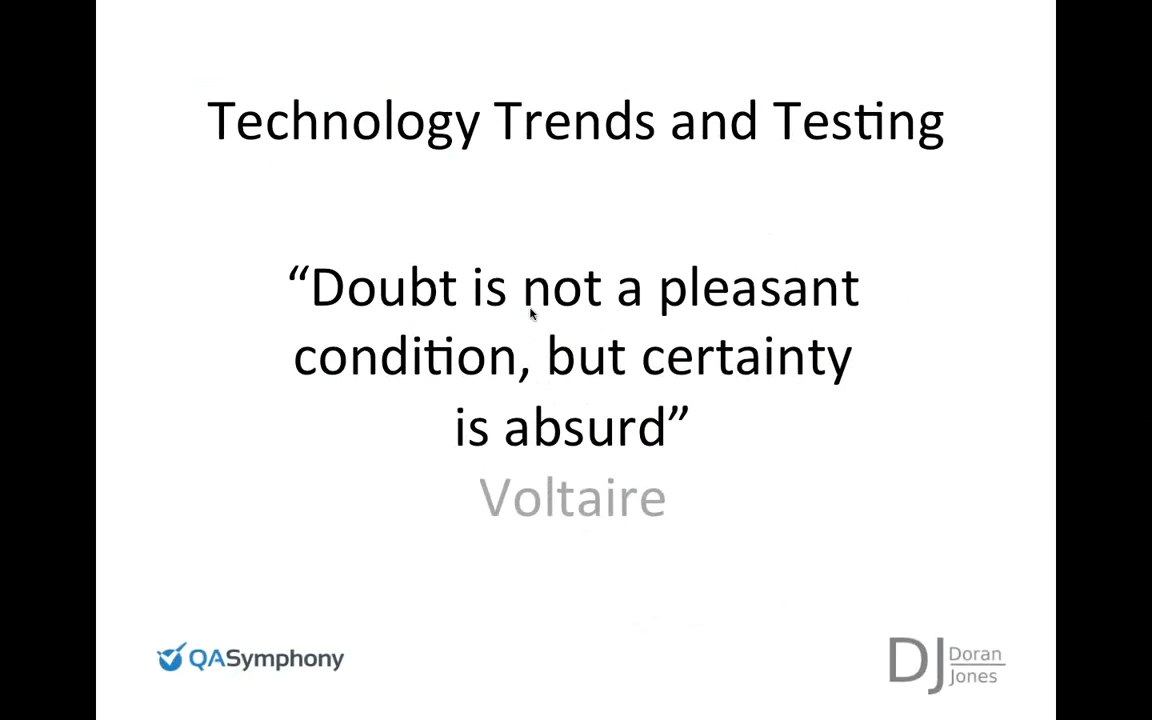 Technology Trends and Testing
“Doubt is not a pleasant
condition, but certainty
is absurd”
Voltaire
QASymphony
DJ Doran
Jones